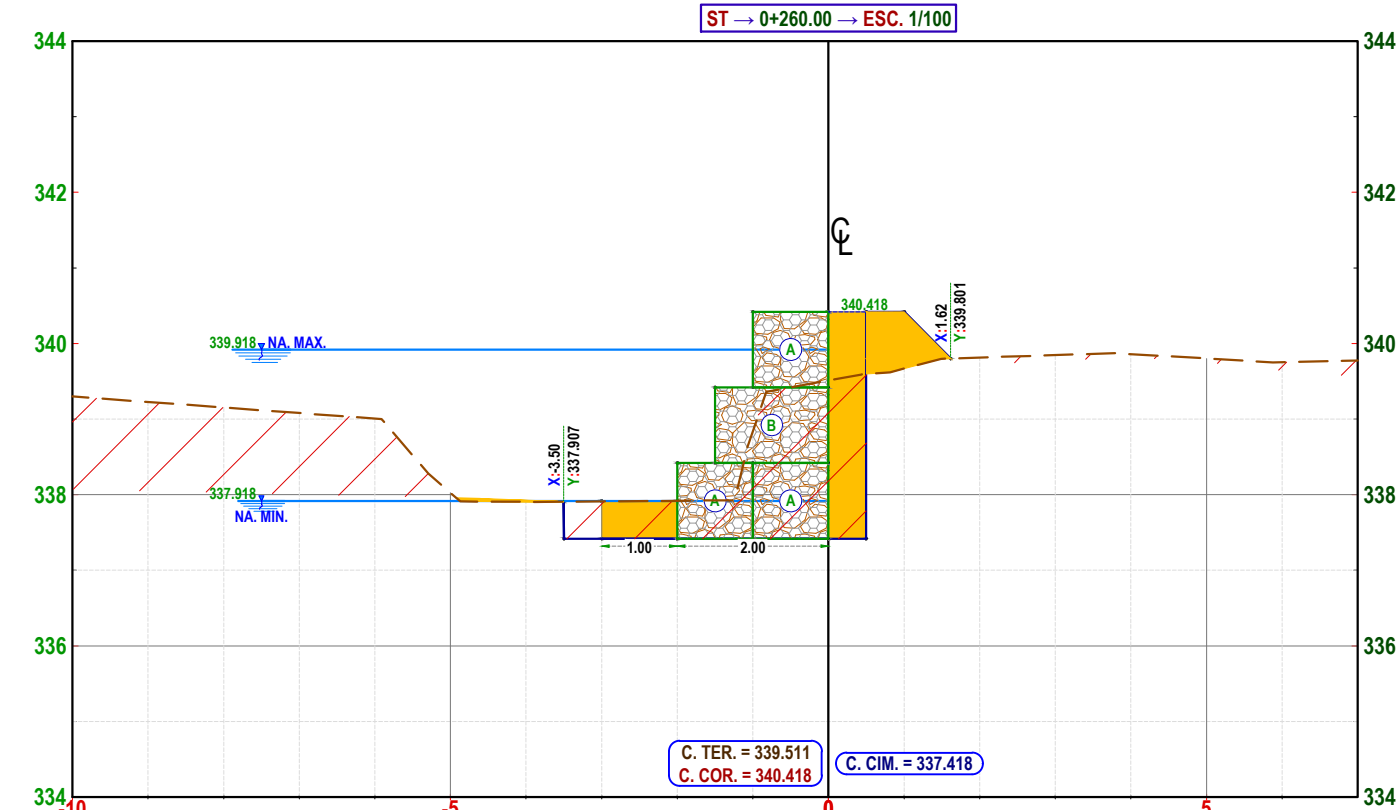 ST → 0+260.00 → ESC. 1/100
344
344
342
342
C L
340.418
X:1.62
Y:339.801
340
339.918
NA. MAX.
A
340
B
X:-3.50
Y:337.907
338
337.918
NA. MIN.
A
A
338
1.00
2.00
336
336
C. TER. = 339.511
C. COR. = 340.418
C. CIM. = 337.418
334
334
-10
-5
0
5